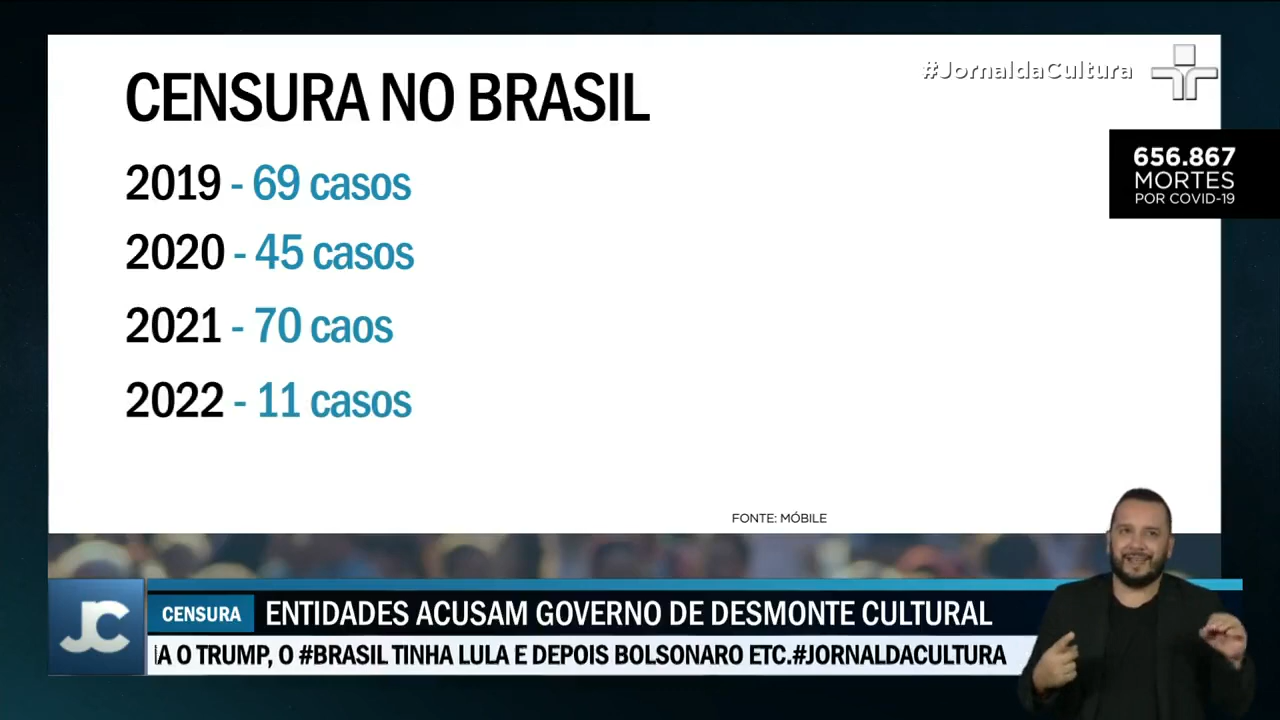 CENSURA NO BRASIL
#JornaldaCultura
2019 - 69 casos
656.867
MORTES
POR COVID-19
2020 - 45 casos
2021 - 70 caos
2022 - 11 casos
FONTE: MÓBILE
JC
CENSURA
ENTIDADES ACUSAM GOVERNO DE DESMONTE CULTURAL
A O TRUMP, O #BRASIL TINHA LULA E DEPOIS BOLSONARO ETC.#JORNALDACULTURA